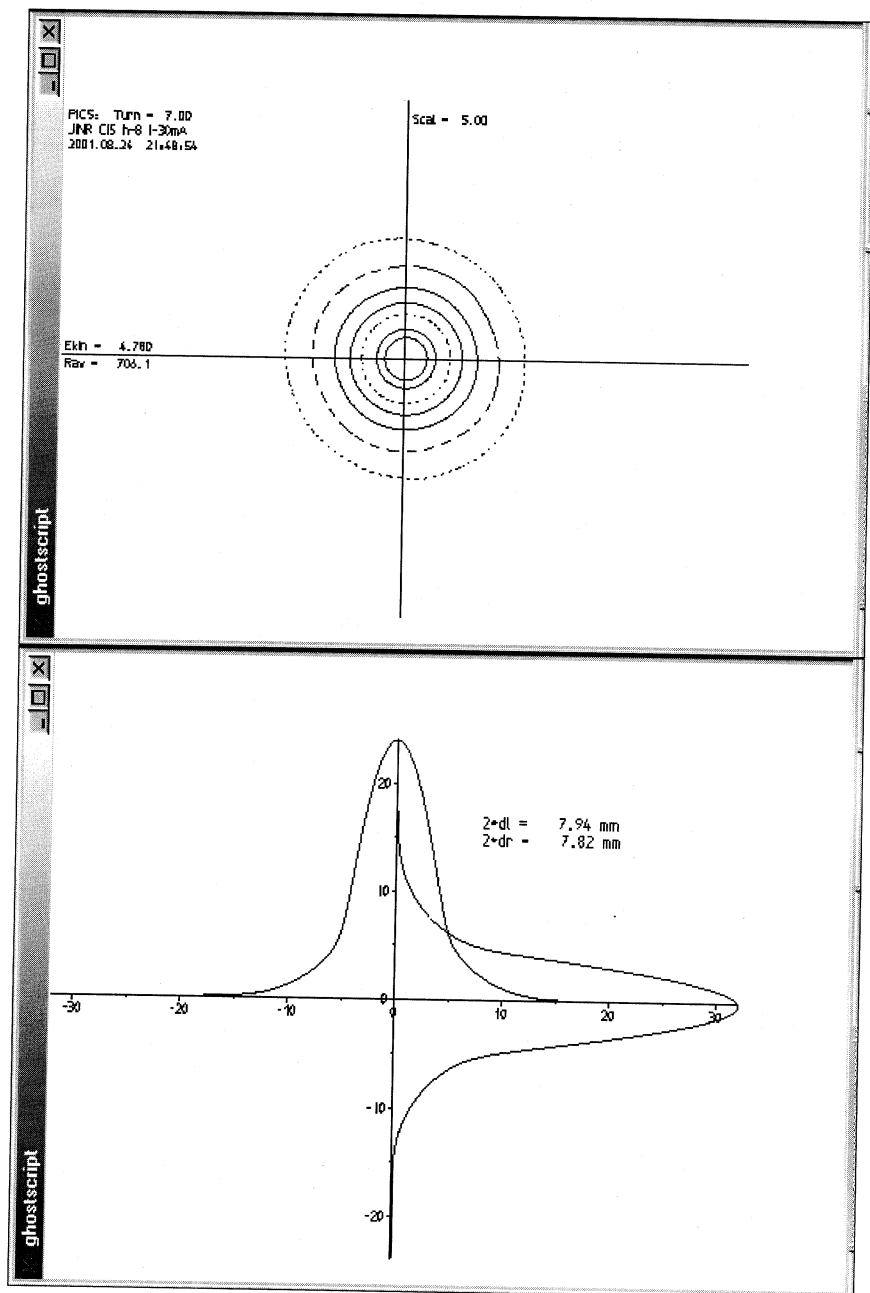 PICS: Turn = 7.00
JINR CIS h-8 I-30mA
2001.08.24 21:48:54
Scal = 5.00
Ekin = 4.780
Rav = 706.1
ghostscript
20
10
0
-10
-20
-30
-20
-10
0
10
20
30
2*dl = 7.94 mm
2*dr = 7.82 mm
ghostscript